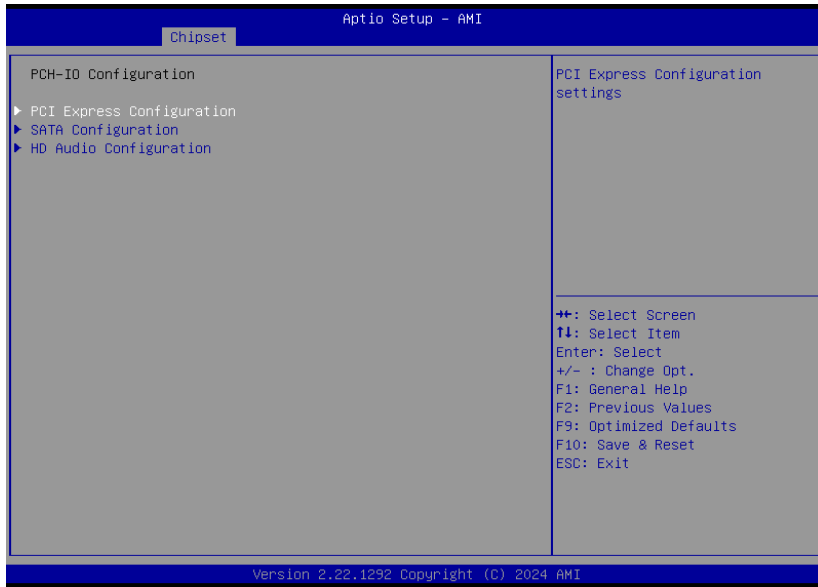 Aptio Setup – AMI
Chipset
PCH-IO Configuration
▶ PCI Express Configuration
▶ SATA Configuration
▶ HD Audio Configuration
PCI Express Configuration
settings
→←: Select Screen
↑↓: Select Item
Enter: Select
+/- : Change Opt.
F1: General Help
F2: Previous Values
F9: Optimized Defaults
F10: Save & Reset
ESC: Exit
Version 2.22.1292 Copyright (C) 2024 AMI